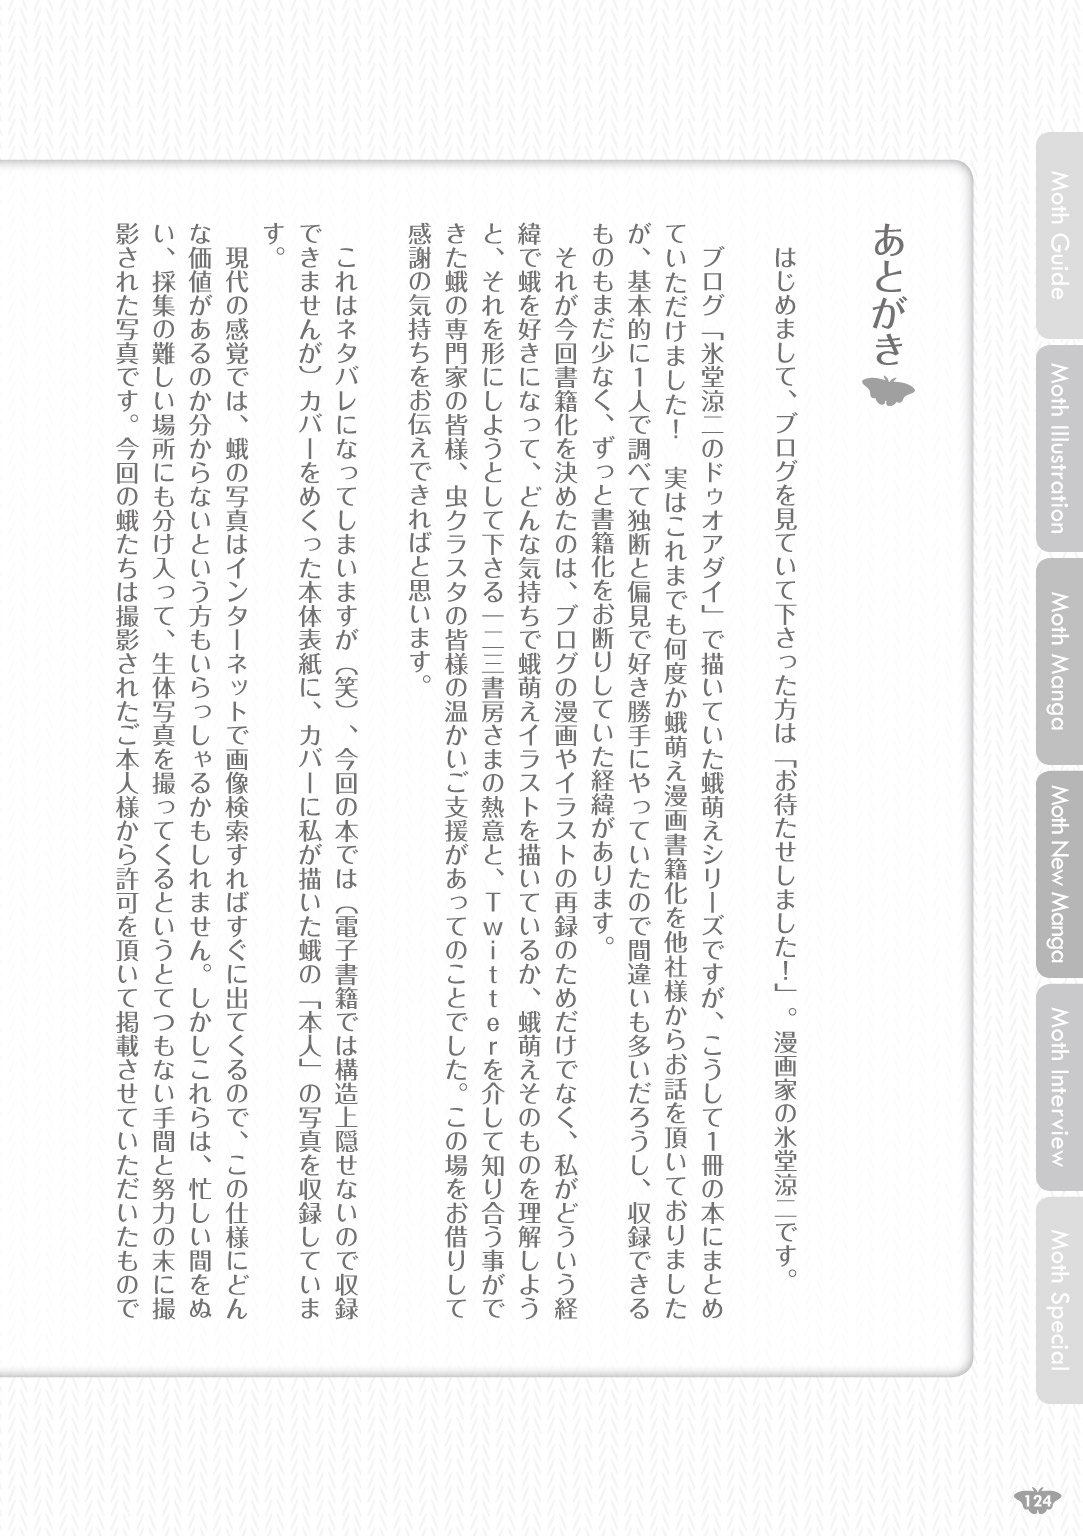 あとがき
はじめまして、ブログを見ていて下さった方は「お待たせしました！」。漫画家の氷堂涼二です。
ブログ「氷堂涼二のドゥオアダイ」で描いていた蛾萌えシリーズですが、こうして１冊の本にまとめ
ていただけました！　実はこれまでも何度か蛾萌え漫画書籍化を他社様からお話を頂いておりました
が、基本的に１人で調べて独断と偏見で好き勝手にやっていたので間違いも多いだろうし、収録できる
ものもまだ少なく、ずっと書籍化をお断りしていた経緯があります。
それが今回書籍化を決めたのは、ブログの漫画やイラストの再録のためだけでなく、私がどういう経
緯で蛾を好きになって、どんな気持ちで蛾萌えイラストを描いているか、蛾萌えそのものを理解しよう
と、それを形にしようとして下さる一二三書房さまの熱意と、Ｔｗｉｔｔｅｒを介して知り合う事がで
きた蛾の専門家の皆様、虫クラスタの皆様の温かいご支援があってのことでした。この場をお借りして
感謝の気持ちをお伝えできればと思います。
これはネタバレになってしまいますが（笑）、今回の本では（電子書籍では構造上隠せないので収録
できませんが）カバーをめくった本体表紙に、カバーに私が描いた蛾の「本人」の写真を収録していま
す。
現代の感覚では、蛾の写真はインターネットで画像検索すればすぐに出てくるので、この仕様にどん
な価値があるのか分からないという方もいらっしゃるかもしれません。しかしこれらは、忙しい間をぬ
い、採集の難しい場所にも分け入って、生体写真を撮ってくるというとてつもない手間と努力の末に撮
影された写真です。今回の蛾たちは撮影されたご本人様から許可を頂いて掲載させていただいたもので
Moth Guide
Moth Illustration
Moth Manga
Moth New Manga
Moth Interview
Moth Special
124